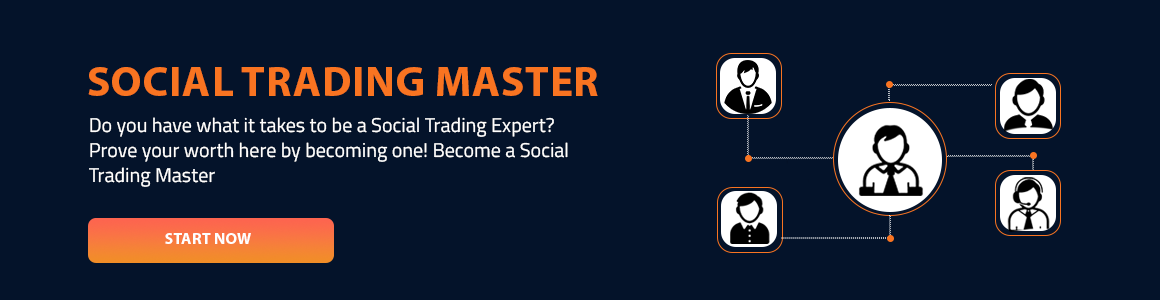 SOCIAL TRADING MASTER
Do you have what it takes to be a Social Trading Expert?
Prove your worth here by becoming one! Become a Social
Trading Master
START NOW